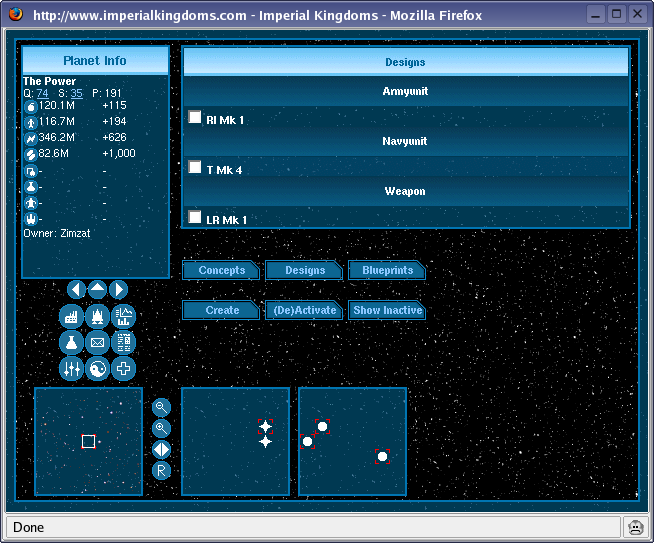 http://www.imperialkingdoms.com - Imperial Kingdoms - Mozilla Firefox
Planet Info
The Power
Q: 74 S: 35 P: 191
120.1M +115
116.7M +194
346.2M +626
82.6M +1,000
- -
- -
- -
- -
Owner: Zimzat
Designs
Armyunit
RI Mk 1
Navyunit
T Mk 4
Weapon
LR Mk 1
Concepts Designs Blueprints
Create (De)Activate Show Inactive
R
Done